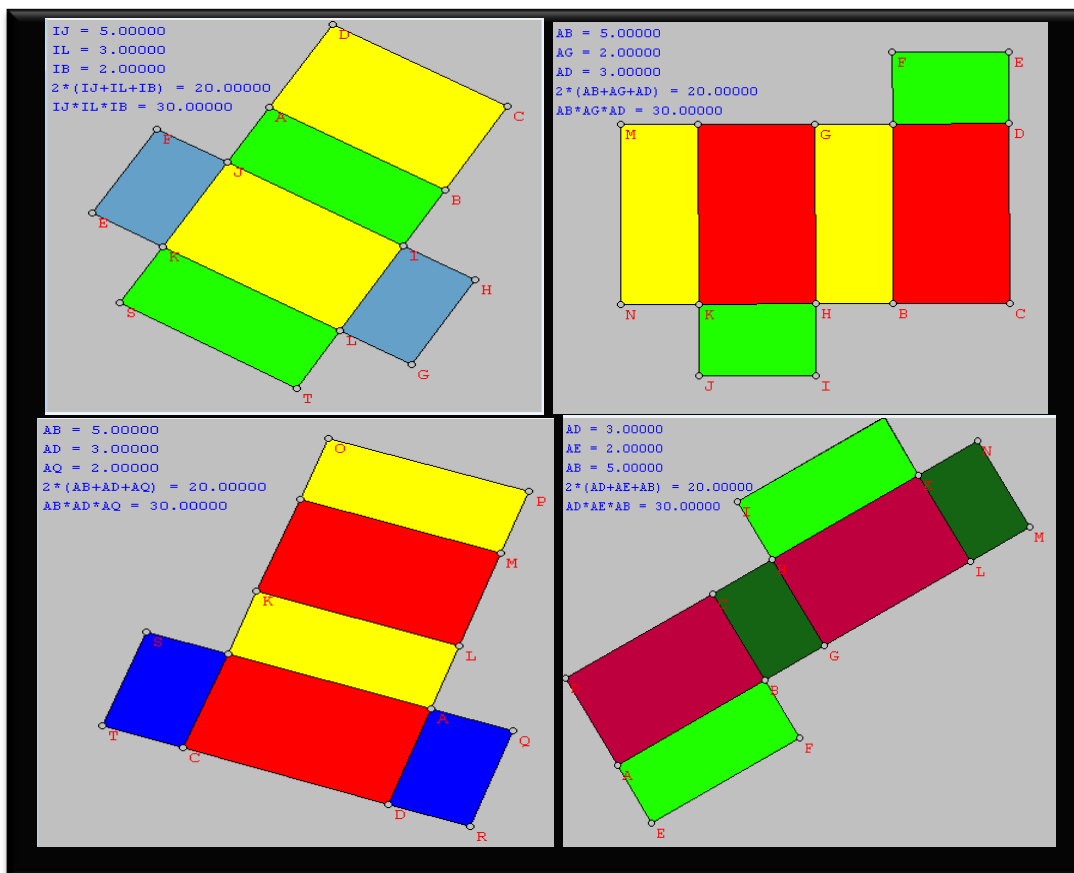 IJ = 5.00000
IL = 3.00000
IB = 2.00000
2*(IJ+IL+IB) = 20.00000
IJ*IL*IB = 30.00000
D
C
A
F
J
B
E
K
I
H
S
L
G
T
AB = 5.00000
AG = 2.00000
AD = 3.00000
2*(AB+AG+AD) = 20.00000
AB*AG*AD = 30.00000
F
E
M
G
D
N
K
H
B
C
J
I
AB = 5.00000
AD = 3.00000
AQ = 2.00000
2*(AB+AD+AQ) = 20.00000
AB*AD*AQ = 30.00000
O
P
M
K
S
L
A
T
C
Q
D
R
AD = 3.00000
AE = 2.00000
AB = 5.00000
2*(AD+AE+AB) = 20.00000
AD*AE*AB = 30.00000
N
I
M
L
C
G
B
F
A
E